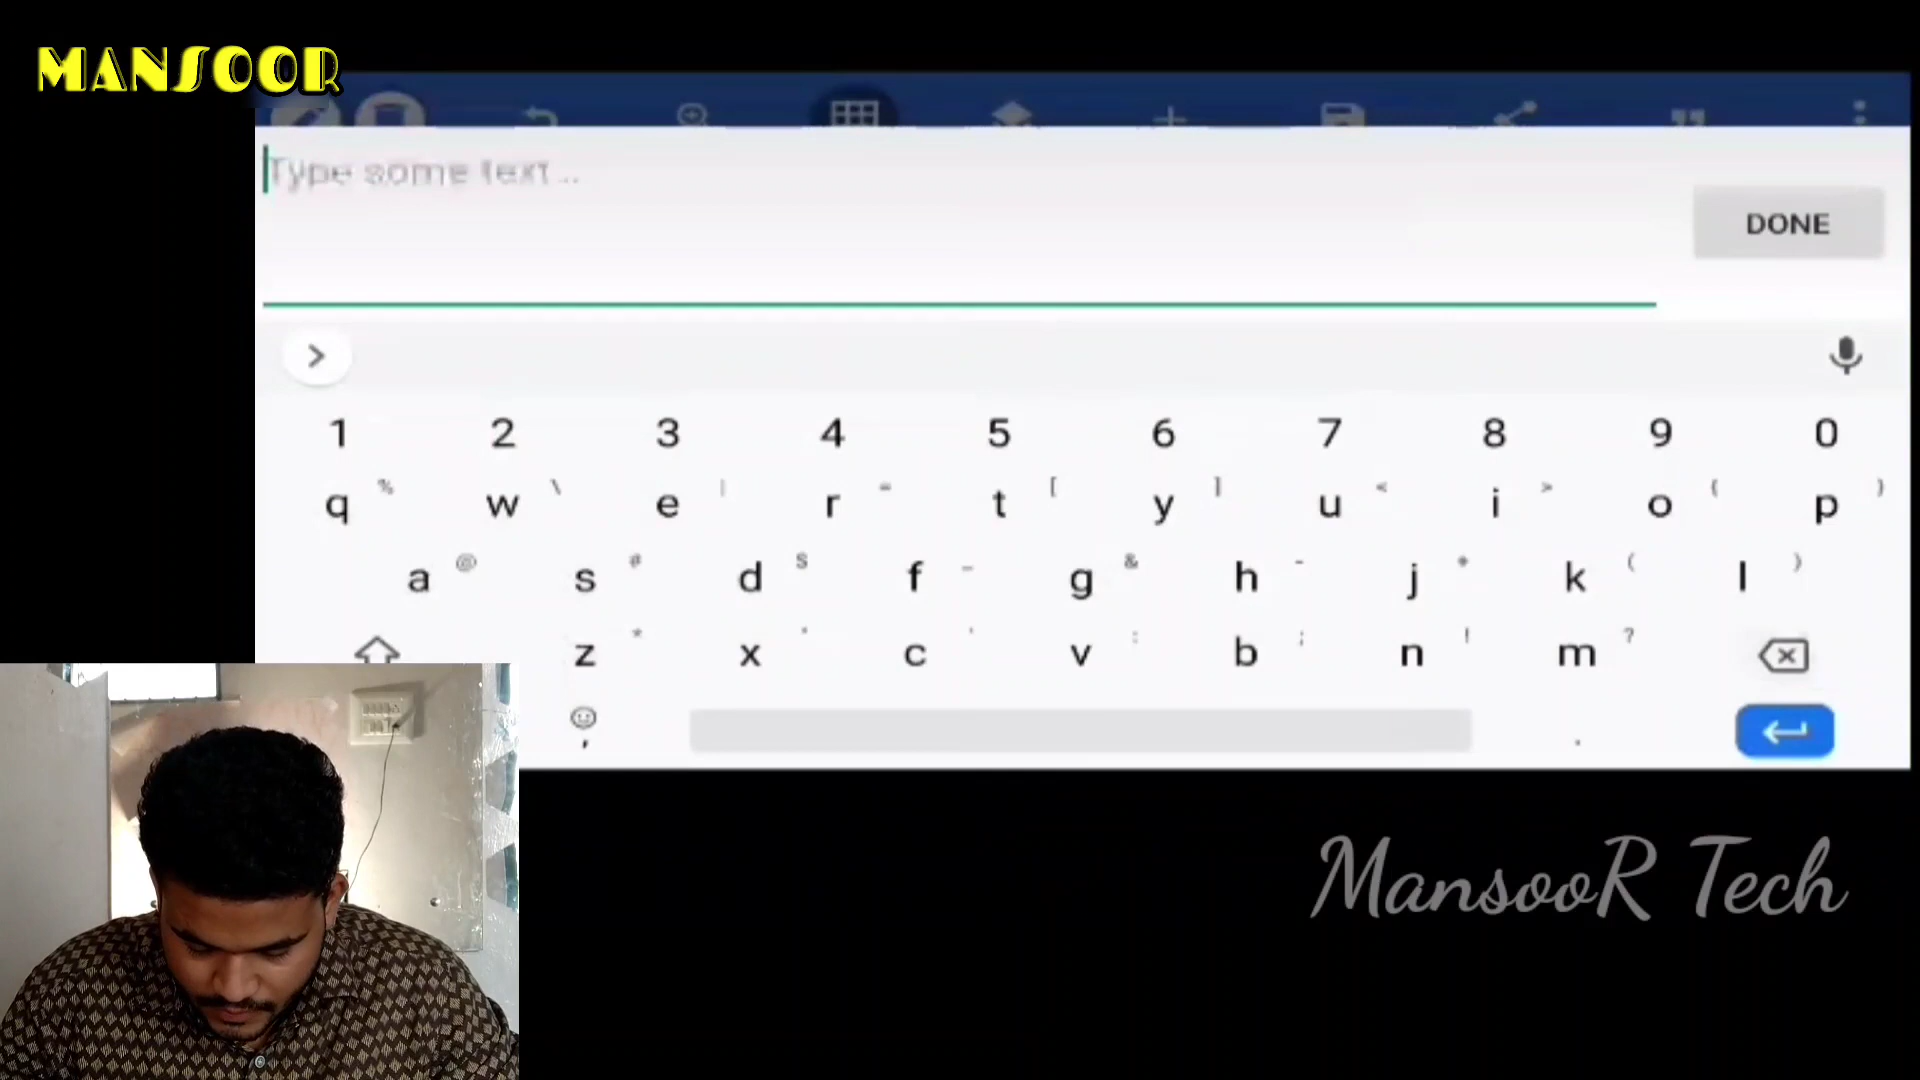 MANSOOR
Type some text...
DONE
1 2 3 4 5 6 7 8 9 0
q % w \ e | r = t [ y ] u < i > o { p }
a @ s # d $ f _ g & h - j + k ( l )
z * x " c ' v : b ; n ! m ?
, .
MansooR Tech